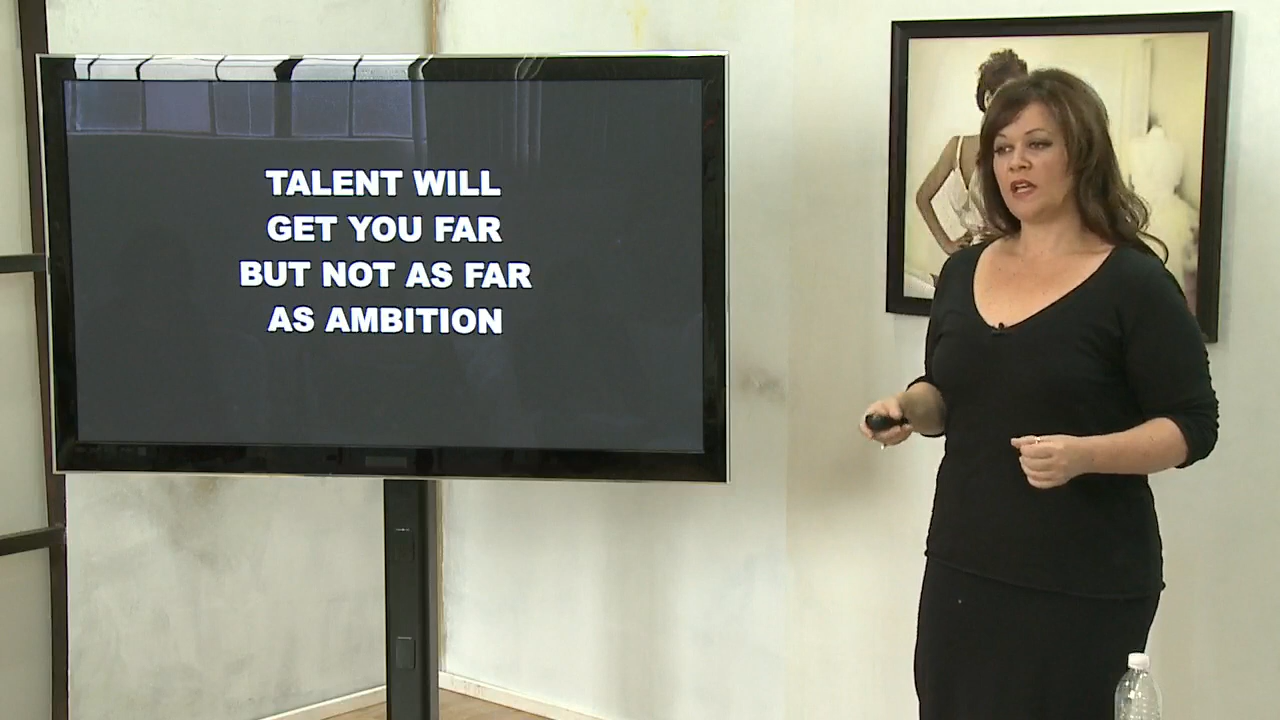 TALENT WILL
GET YOU FAR
BUT NOT AS FAR
AS AMBITION